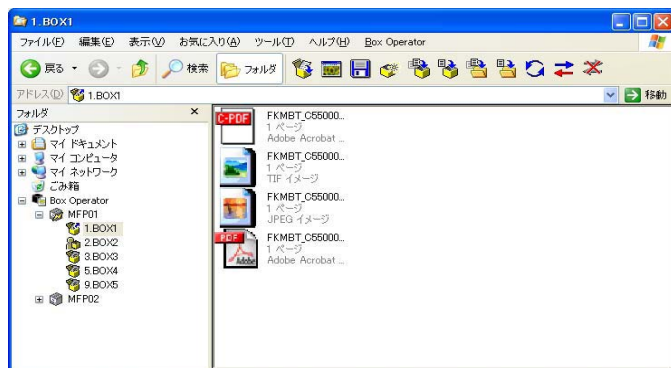 1.BOX1
ファイル(F) 編集(E) 表示(V) お気に入り(A) ツール(T) ヘルプ(H) Box Operator
戻る 検索 フォルダ
アドレス(D) 1.BOX1 移動
フォルダ ×
デスクトップ
マイ ドキュメント
マイ コンピュータ
マイ ネットワーク
ごみ箱
Box Operator
MFP01
1.BOX1
2.BOX2
3.BOX3
5.BOX4
9.BOX5
MFP02
C-PDF
FKMBT_C55000...
1 ページ
Adobe Acrobat ...
FKMBT_C55000...
1 ページ
TIF イメージ
FKMBT_C55000...
1 ページ
JPEG イメージ
PDF
Adobe
FKMBT_C55000...
1 ページ
Adobe Acrobat ...